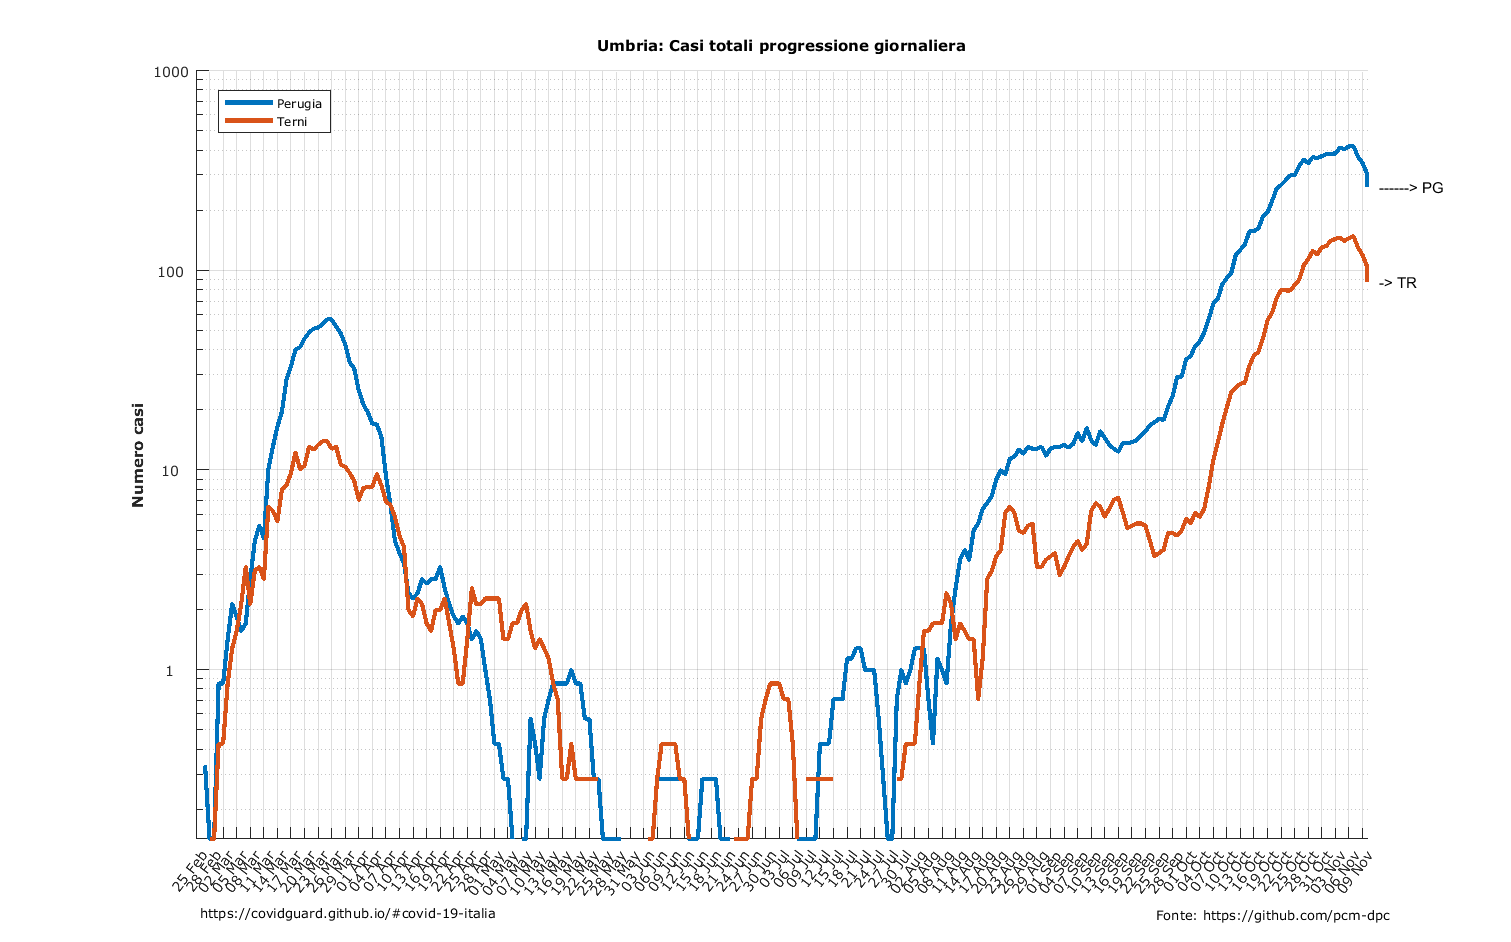 Umbria: Casi totali progressione giornaliera
1000
Perugia
Terni
------> PG
100
-> TR
10
Numero casi
1
25 Feb
28 Feb
02 Mar
05 Mar
08 Mar
11 Mar
14 Mar
17 Mar
20 Mar
23 Mar
26 Mar
29 Mar
01 Apr
04 Apr
07 Apr
10 Apr
13 Apr
16 Apr
19 Apr
22 Apr
25 Apr
28 Apr
01 May
04 May
07 May
10 May
13 May
16 May
19 May
22 May
25 May
28 May
31 May
03 Jun
06 Jun
09 Jun
12 Jun
15 Jun
18 Jun
21 Jun
24 Jun
27 Jun
30 Jun
03 Jul
06 Jul
09 Jul
12 Jul
15 Jul
18 Jul
21 Jul
24 Jul
27 Jul
30 Jul
02 Aug
05 Aug
08 Aug
11 Aug
14 Aug
17 Aug
20 Aug
23 Aug
26 Aug
29 Aug
01 Sep
04 Sep
07 Sep
10 Sep
13 Sep
16 Sep
19 Sep
22 Sep
25 Sep
28 Sep
01 Oct
04 Oct
07 Oct
10 Oct
13 Oct
16 Oct
19 Oct
22 Oct
25 Oct
28 Oct
31 Oct
03 Nov
06 Nov
09 Nov
https://covidguard.github.io/#covid-19-italia
Fonte: https://github.com/pcm-dpc